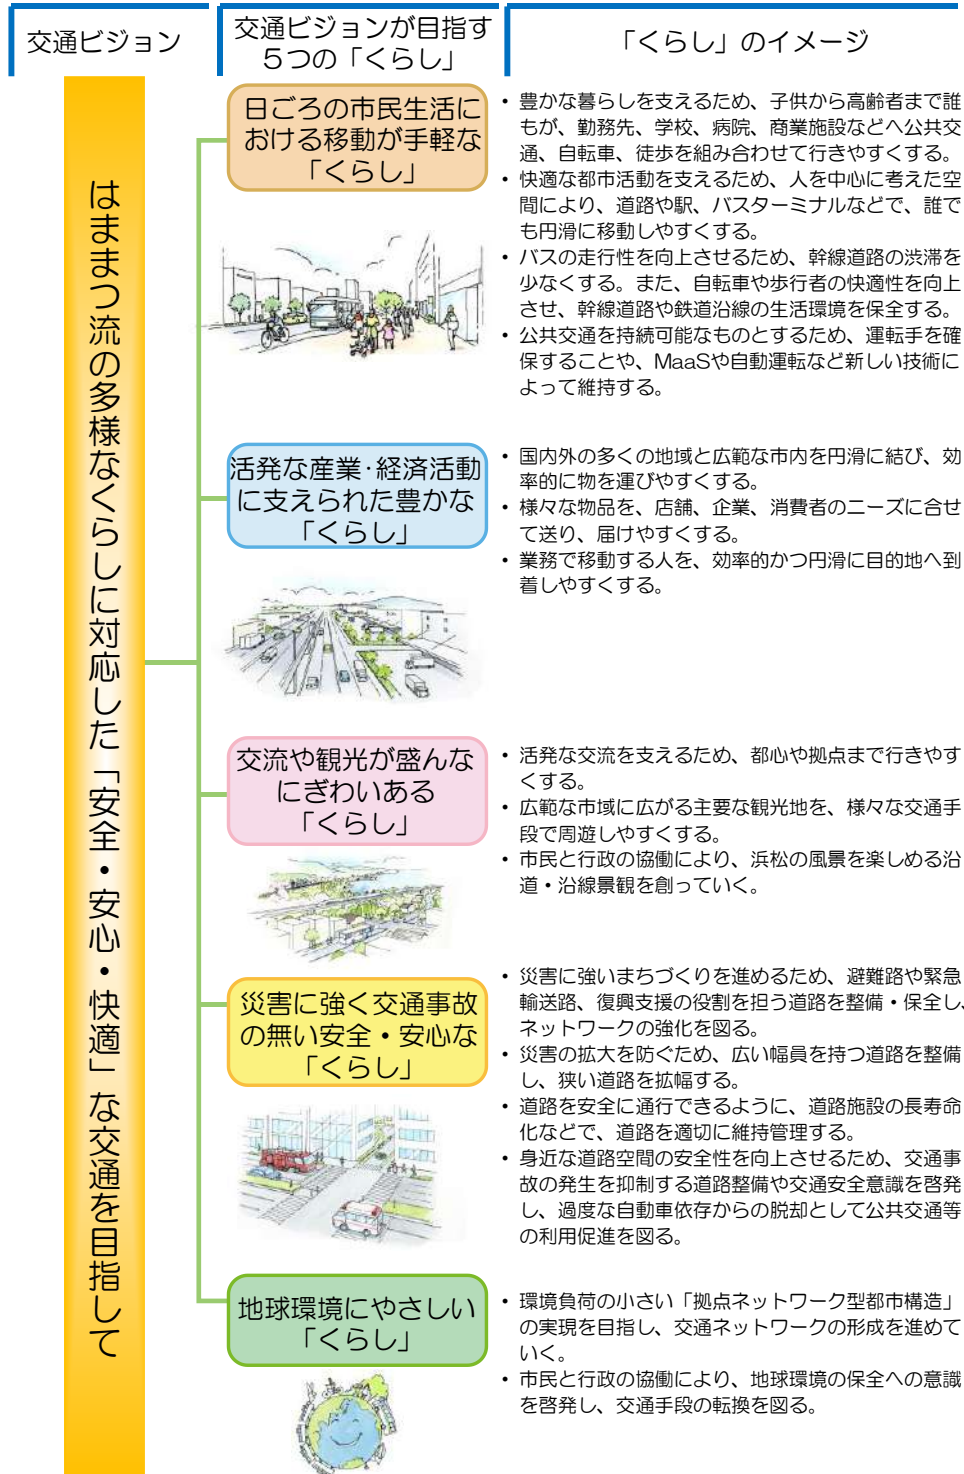 交通ビジョン
交通ビジョンが目指す
5つの「くらし」
「くらし」のイメージ
はままつ流の多様なくらしに対応した「安全・安心・快適」な交通を目指して
日ごろの市民生活に
おける移動が手軽な
「くらし」
• 豊かな暮らしを支えるため、子供から高齢者まで誰
もが、勤務先、学校、病院、商業施設などへ公共交
通、自転車、徒歩を組み合わせて行きやすくする。
• 快適な都市活動を支えるため、人を中心に考えた空
間により、道路や駅、バスターミナルなどで、誰で
も円滑に移動しやすくする。
• バスの走行性を向上させるため、幹線道路の渋滞を
少なくする。また、自転車や歩行者の快適性を向上
させ、幹線道路や鉄道沿線の生活環境を保全する。
• 公共交通を持続可能なものとするため、運転手を確
保することや、MaaSや自動運転など新しい技術に
よって維持する。
活発な産業・経済活動
に支えられた豊かな
「くらし」
• 国内外の多くの地域と広範な市内を円滑に結び、効
率的に物を運びやすくする。
• 様々な物品を、店舗、企業、消費者のニーズに合せ
て送り、届けやすくする。
• 業務で移動する人を、効率的かつ円滑に目的地へ到
着しやすくする。
交流や観光が盛んな
にぎわいある
「くらし」
• 活発な交流を支えるため、都心や拠点まで行きやす
くする。
• 広範な市域に広がる主要な観光地を、様々な交通手
段で周遊しやすくする。
• 市民と行政の協働により、浜松の風景を楽しめる沿
道・沿線景観を創っていく。
災害に強く交通事故
の無い安全・安心な
「くらし」
• 災害に強いまちづくりを進めるため、避難路や緊急
輸送路、復興支援の役割を担う道路を整備・保全し、
ネットワークの強化を図る。
• 災害の拡大を防ぐため、広い幅員を持つ道路を整備
し、狭い道路を拡幅する。
• 道路を安全に通行できるように、道路施設の長寿命
化などで、道路を適切に維持管理する。
• 身近な道路空間の安全性を向上させるため、交通事
故の発生を抑制する道路整備や交通安全意識を啓発
し、過度な自動車依存からの脱却として公共交通等
の利用促進を図る。
地球環境にやさしい
「くらし」
• 環境負荷の小さい「拠点ネットワーク型都市構造」
の実現を目指し、交通ネットワークの形成を進めて
いく。
• 市民と行政の協働により、地球環境の保全への意識
を啓発し、交通手段の転換を図る。